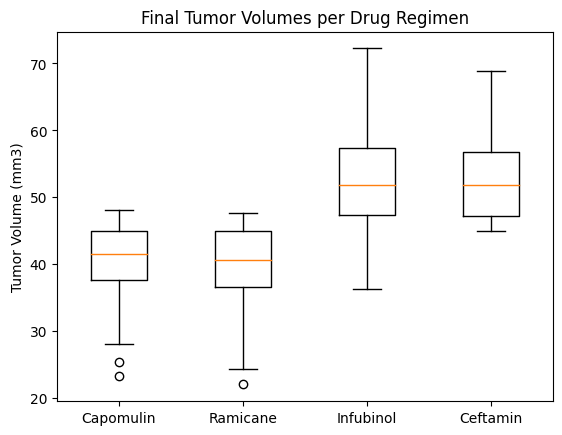 Final Tumor Volumes per Drug Regimen
Tumor Volume (mm3)
70
60
50
40
30
20
Capomulin Ramicane Infubinol Ceftamin